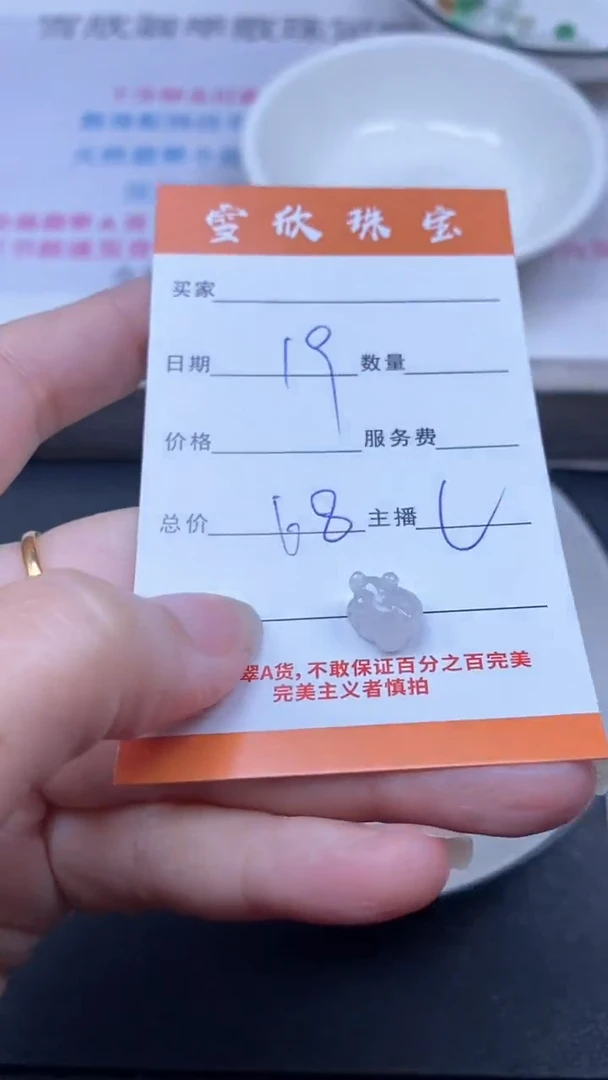 雪欣珠宝
买家
日期 19 数量
价格 服务费
总价 68 主播
翠A货，不敢保证百分之百完美
完美主义者慎拍